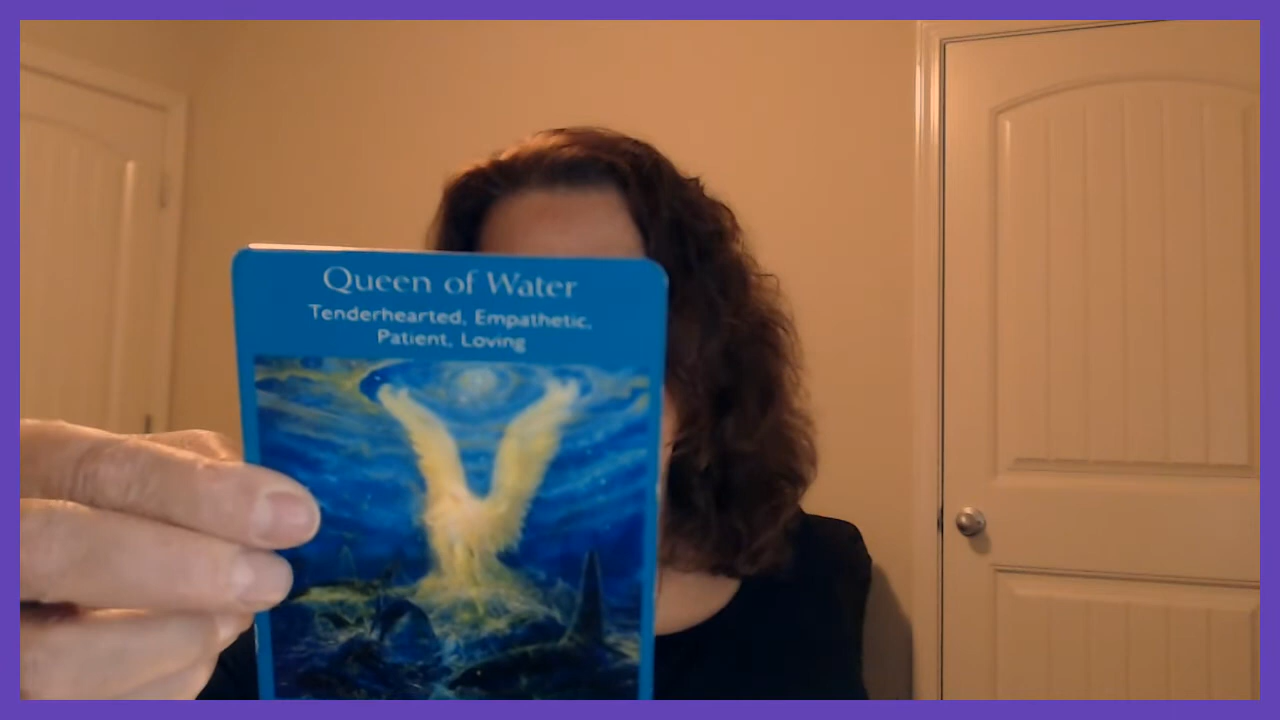 Queen of Water
Tenderhearted, Empathetic,
Patient, Loving